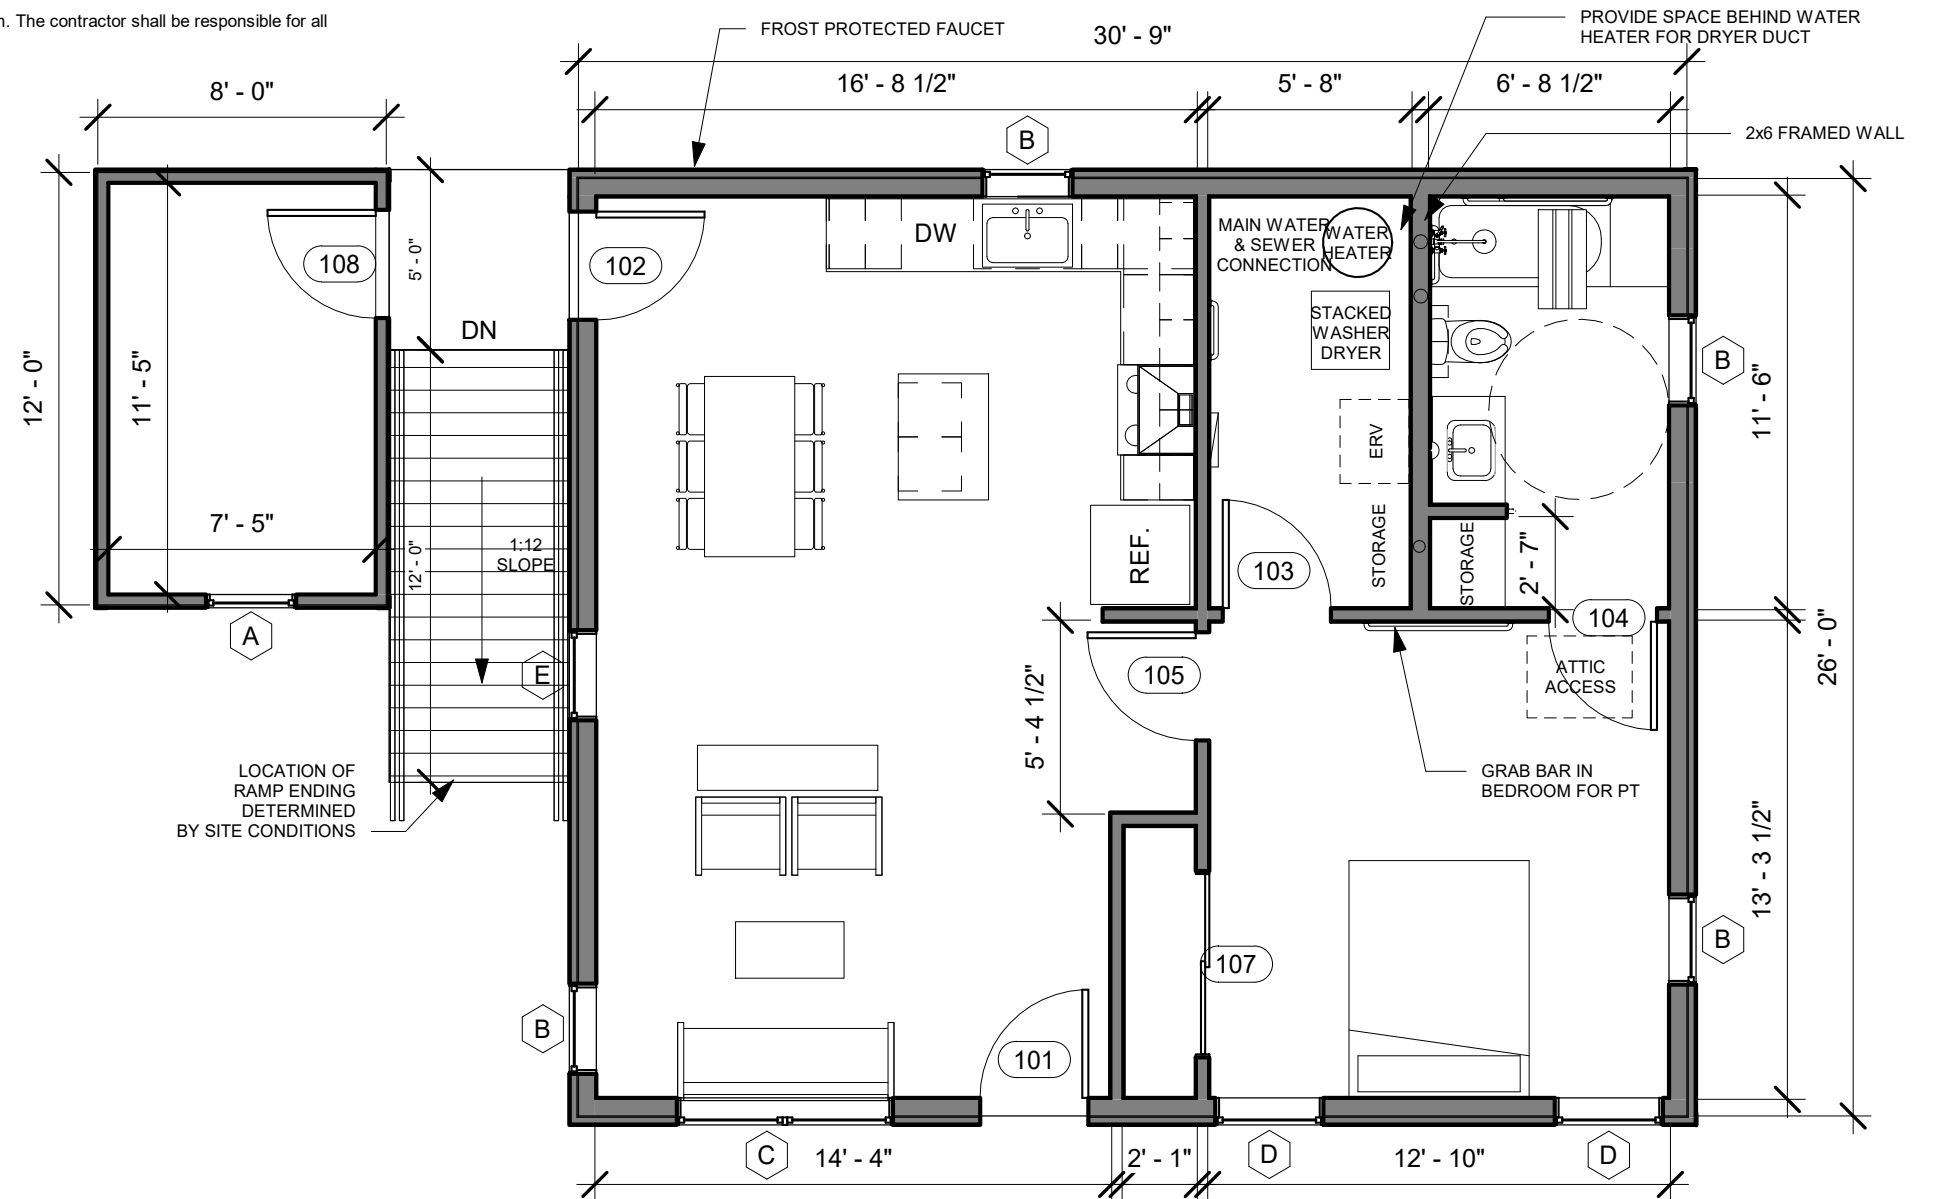 n. The contractor shall be responsible for all
FROST PROTECTED FAUCET
PROVIDE SPACE BEHIND WATER
HEATER FOR DRYER DUCT
30' - 9"
8' - 0"
16' - 8 1/2"
5' - 8"
6' - 8 1/2"
B
2x6 FRAMED WALL
108
5' - 0"
102
DW
MAIN WATER
& SEWER
CONNECTION
WATER
HEATER
DN
STACKED
WASHER
DRYER
B
12' - 0"
11' - 5"
11' - 6"
ERV
7' - 5"
1:12
SLOPE
12' - 0"
REF.
103
STORAGE
STORAGE
2' - 7"
104
A
E
105
ATTIC
ACCESS
26' - 0"
5' - 4 1/2"
LOCATION OF
RAMP ENDING
DETERMINED
BY SITE CONDITIONS
GRAB BAR IN
BEDROOM FOR PT
13' - 3 1/2"
107
B
B
101
C
14' - 4"
2' - 1"
D
12' - 10"
D